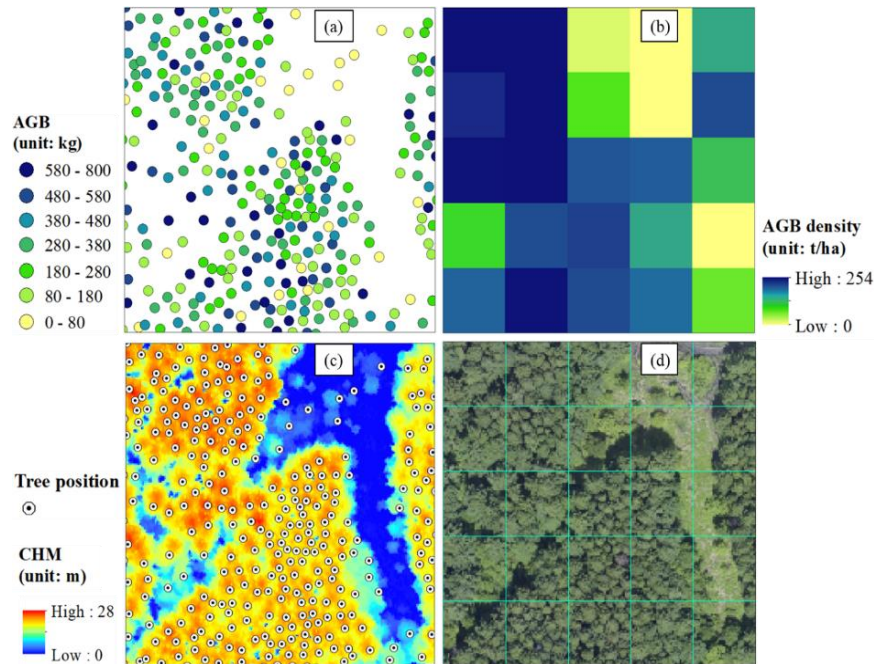 (a)
(b)
AGB
(unit: kg)
580 - 800
480 - 580
380 - 480
280 - 380
180 - 280
80 - 180
0 - 80
AGB density
(unit: t/ha)
High : 254
Low : 0
(c)
(d)
Tree position
CHM
(unit: m)
High : 28
Low : 0